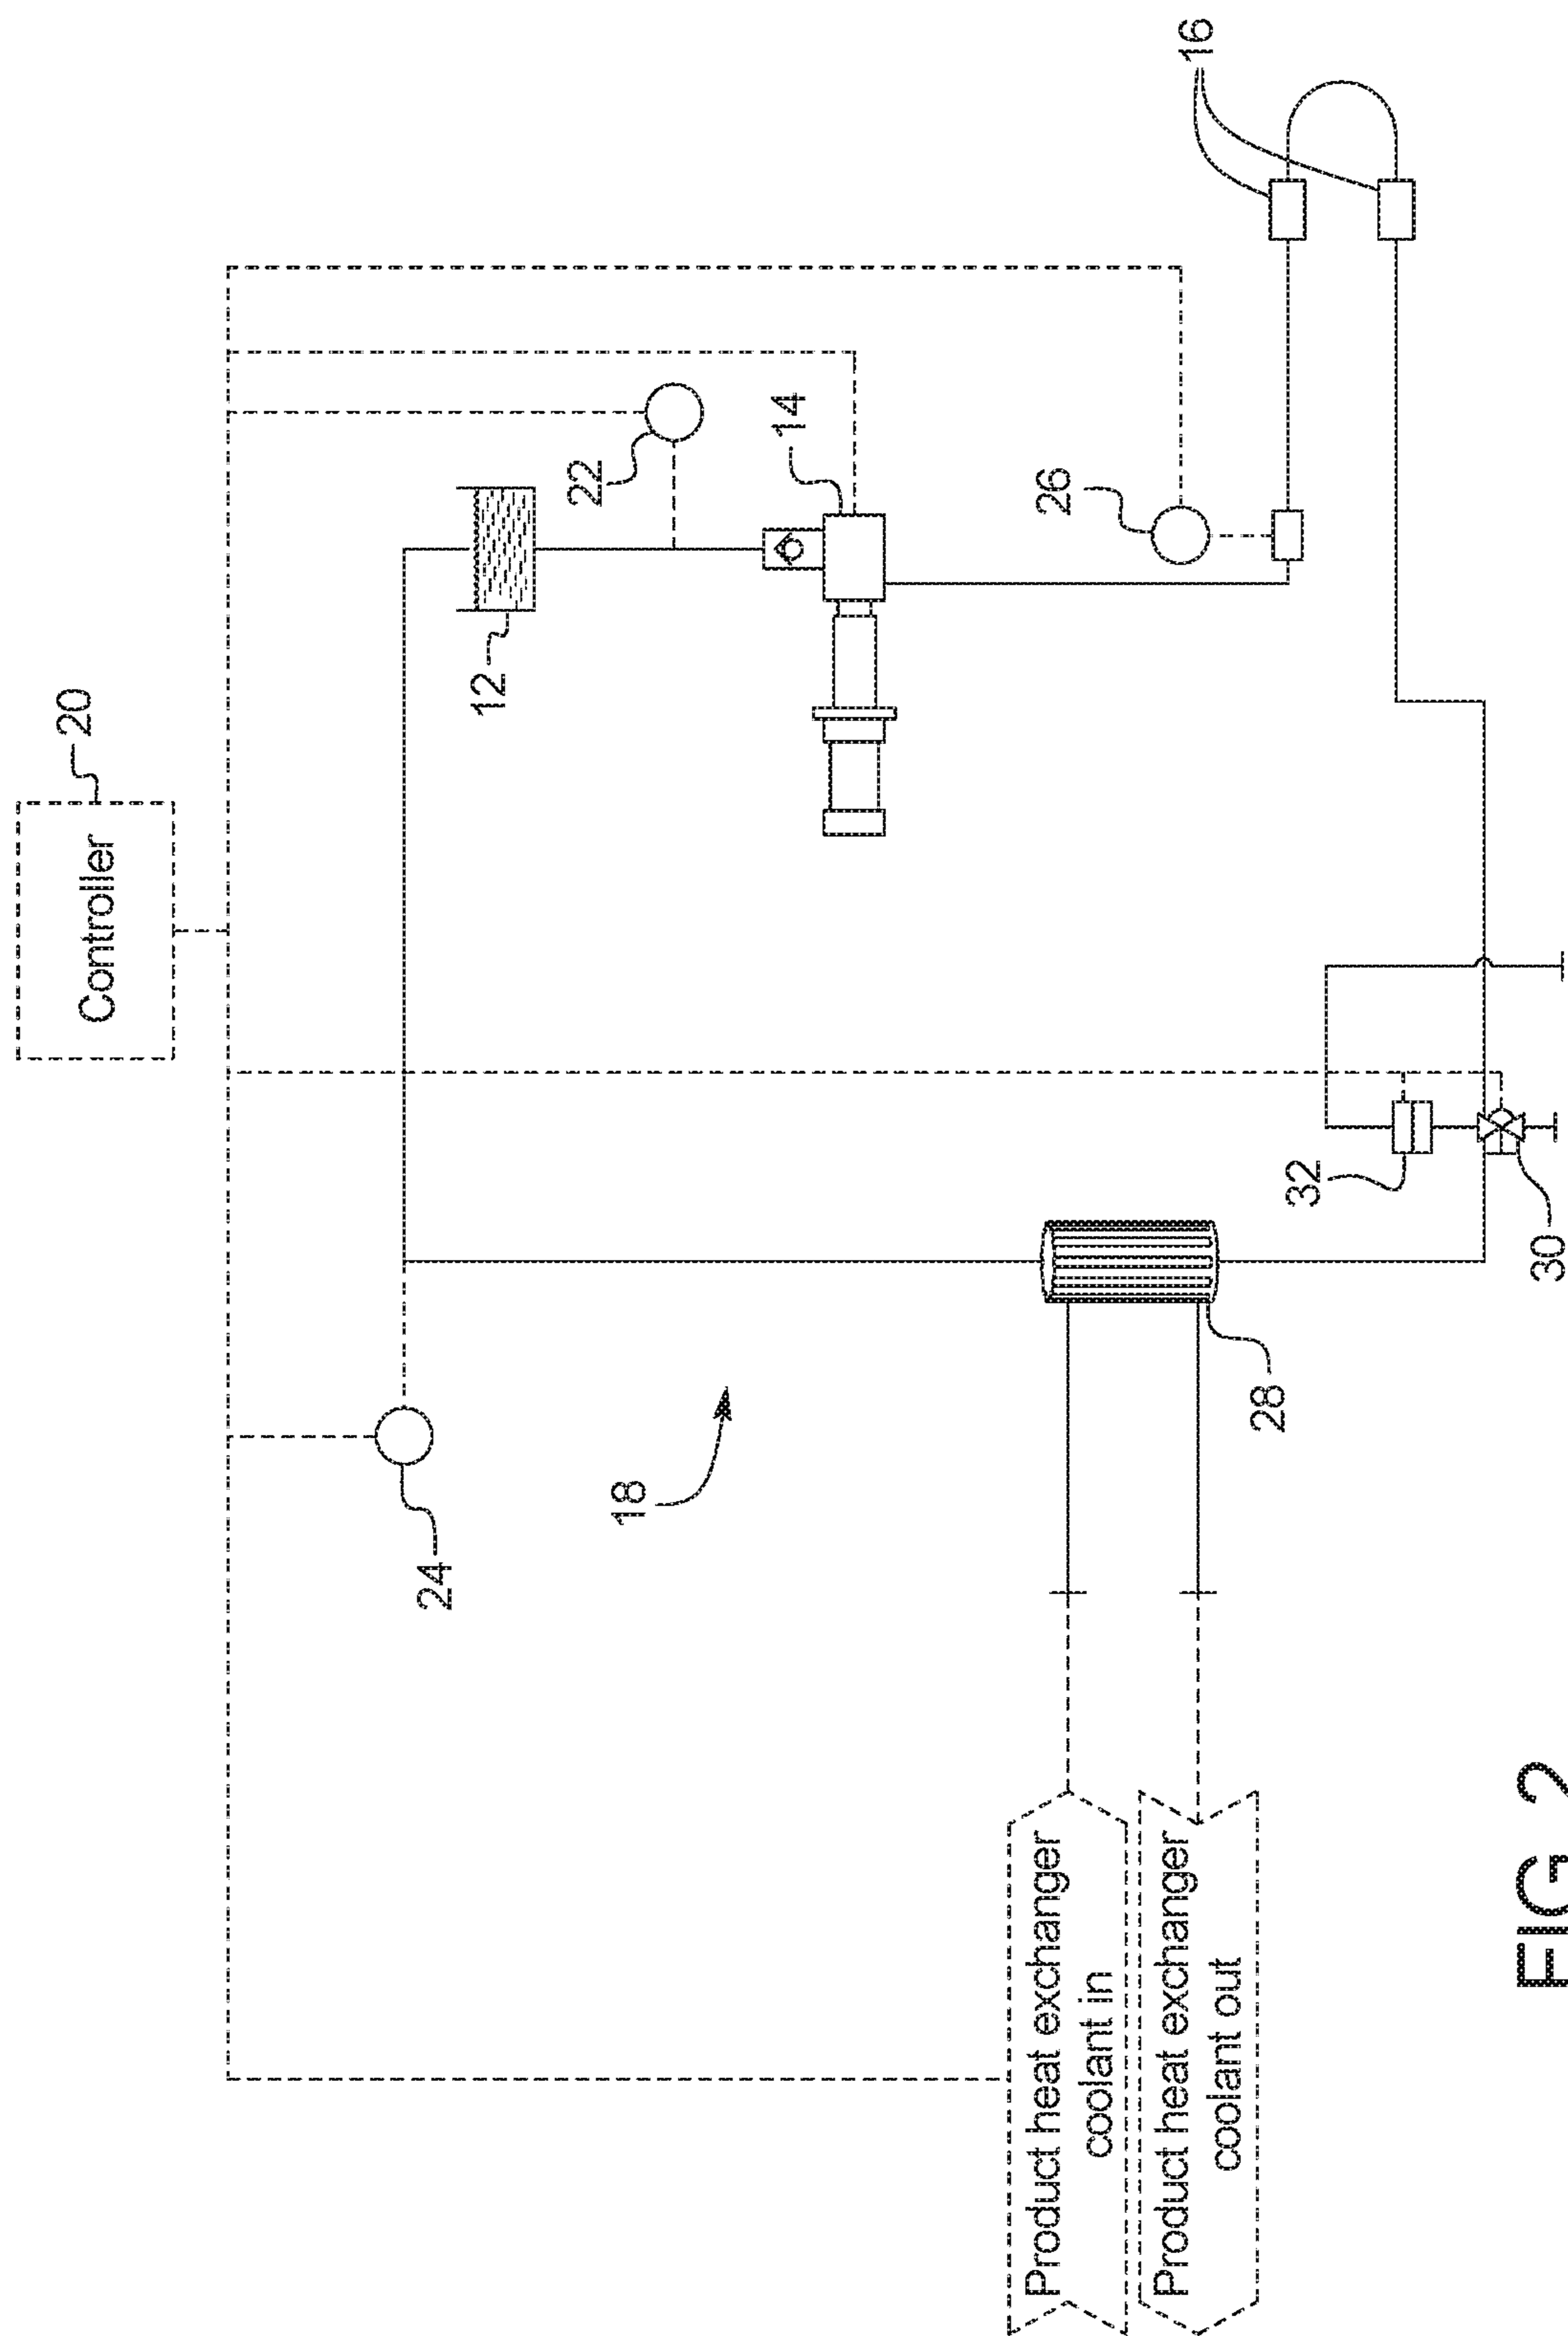 Controller
20
22
12
14
26
16
24
18
28
32
30
Product heat exchanger
coolant in
Product heat exchanger
coolant out
FIG 2